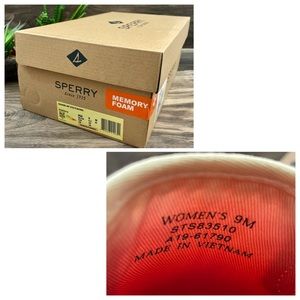 SPERRY
Since 1935
MEMORY
FOAM
WOMEN'S 9M
STS83510
A19-61790
MADE IN VIETNAM